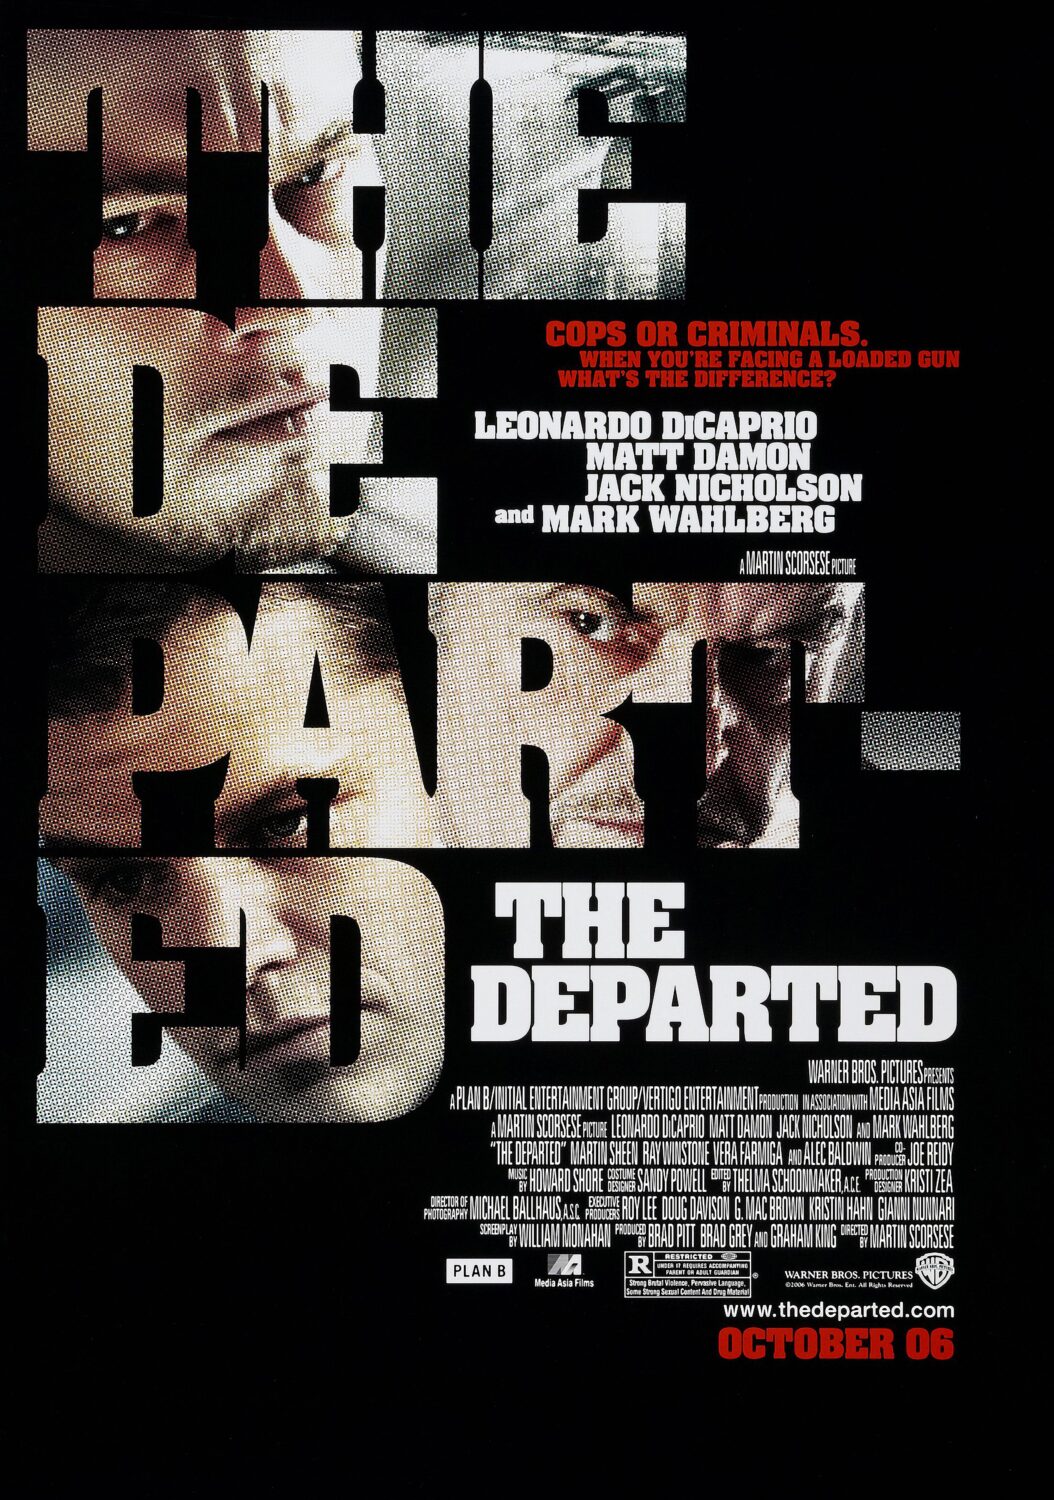 THE
DE
PART-
ED
COPS OR CRIMINALS.
WHEN YOU'RE FACING A LOADED GUN
WHAT'S THE DIFFERENCE?
LEONARDO DiCAPRIO
MATT DAMON
JACK NICHOLSON
and MARK WAHLBERG
A MARTIN SCORSESE PICTURE
THE
DEPARTED
WARNER BROS. PICTURES PRESENTS
A PLAN B/INITIAL ENTERTAINMENT GROUP/VERTIGO ENTERTAINMENT PRODUCTION IN ASSOCIATION WITH MEDIA ASIA FILMS
A MARTIN SCORSESE PICTURE LEONARDO DiCAPRIO MATT DAMON JACK NICHOLSON AND MARK WAHLBERG
"THE DEPARTED" MARTIN SHEEN RAY WINSTONE VERA FARMIGA AND ALEC BALDWIN CO-PRODUCER JOE REIDY
MUSIC BY HOWARD SHORE COSTUME DESIGNER SANDY POWELL EDITED BY THELMA SCHOONMAKER, A.C.E. PRODUCTION DESIGNER KRISTI ZEA
DIRECTOR OF PHOTOGRAPHY MICHAEL BALLHAUS, A.S.C. EXECUTIVE PRODUCERS ROY LEE DOUG DAVISON G. MAC BROWN KRISTIN HAHN GIANNI NUNNARI
SCREENPLAY BY WILLIAM MONAHAN PRODUCED BY BRAD PITT BRAD GREY AND GRAHAM KING DIRECTED BY MARTIN SCORSESE
PLAN B
Media Asia Films
R RESTRICTED
UNDER 17 REQUIRES ACCOMPANYING
PARENT OR ADULT GUARDIAN
Strong Brutal Violence, Pervasive Language,
Some Strong Sexual Content And Drug Material
WARNER BROS. PICTURES
©2006 Warner Bros. Ent. All Rights Reserved
www.thedeparted.com
OCTOBER 06